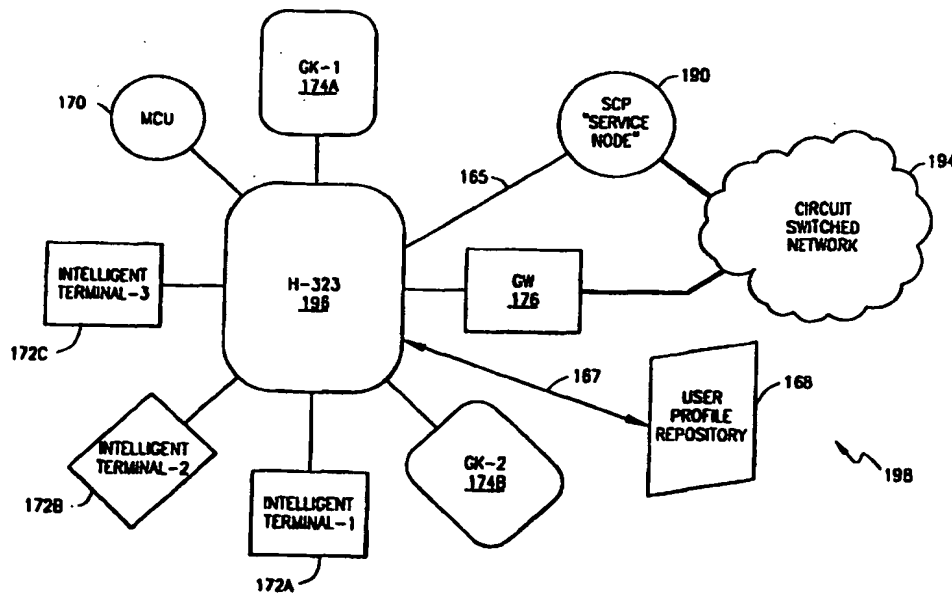 GK-1
174A
170
MCU
190
SCP
"SERVICE
NODE"
194
165
CIRCUIT
SWITCHED
NETWORK
INTELLIGENT
TERMINAL-3
H-323
196
GW
176
172C
167
168
USER
PROFILE
REPOSITORY
INTELLIGENT
TERMINAL-2
GK-2
174B
198
172B
INTELLIGENT
TERMINAL-1
172A